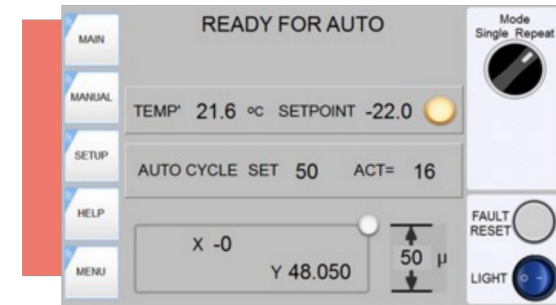 MAIN
MANUAL
SETUP
HELP
MENU
READY FOR AUTO
TEMP' 21.6 ºC SETPOINT -22.0
AUTO CYCLE SET 50 ACT= 16
X -0
Y 48.050
50 μ
Mode
Single Repeat
FAULT
RESET
LIGHT